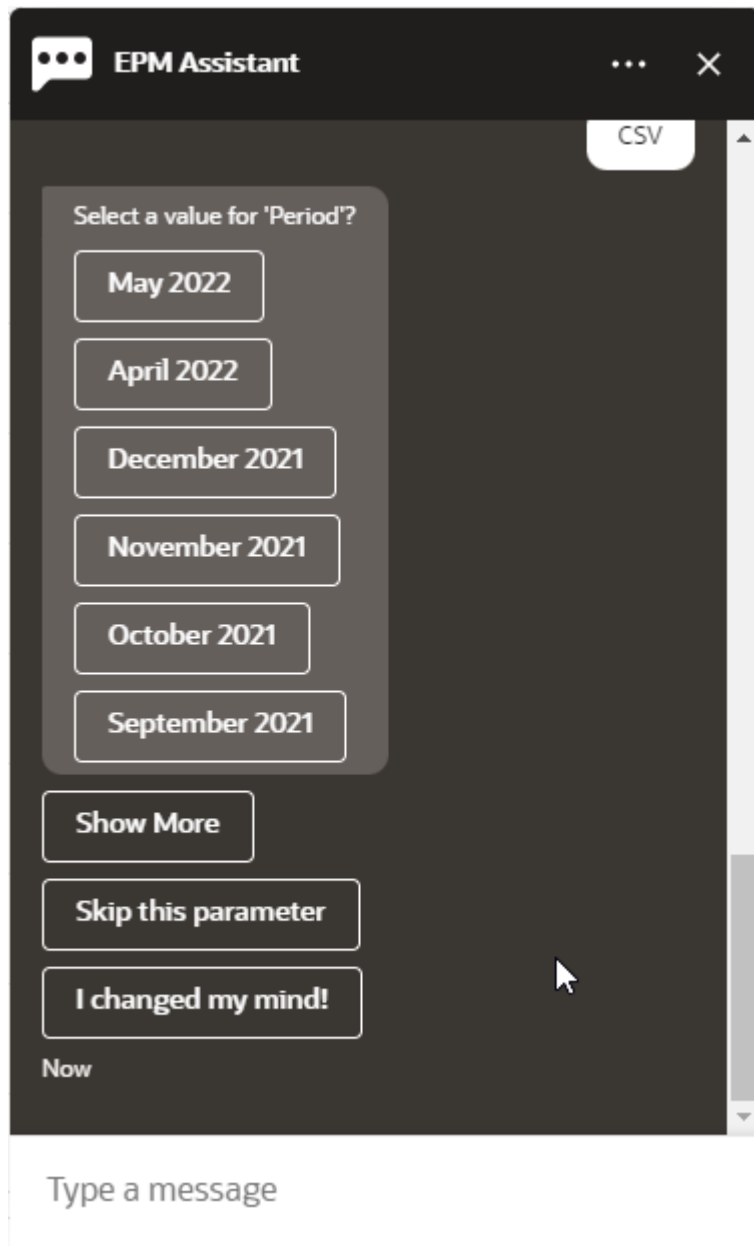 EPM Assistant
CSV
Select a value for 'Period'?
May 2022
April 2022
December 2021
November 2021
October 2021
September 2021
Show More
Skip this parameter
I changed my mind!
Now
Type a message